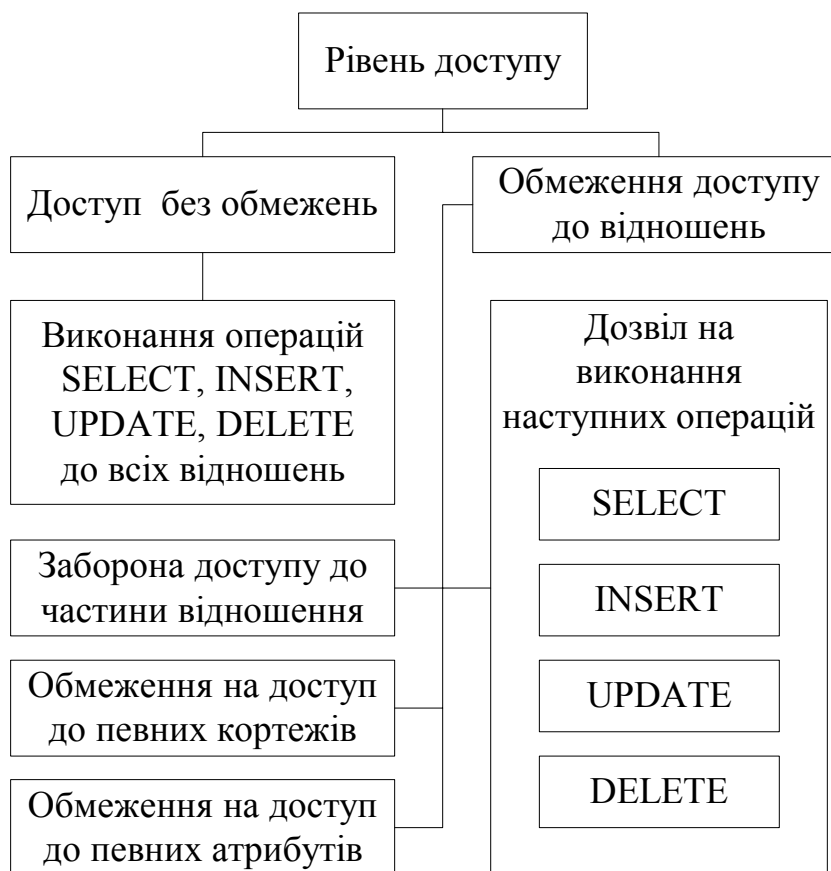 Рівень доступу
Доступ без обмежень
Обмеження доступу
до відношень
Виконання операцій
SELECT, INSERT,
UPDATE, DELETE
до всіх відношень
Дозвіл на
виконання
наступних операцій
SELECT
INSERT
UPDATE
DELETE
Заборона доступу до
частини відношення
Обмеження на доступ
до певних кортежів
Обмеження на доступ
до певних атрибутів